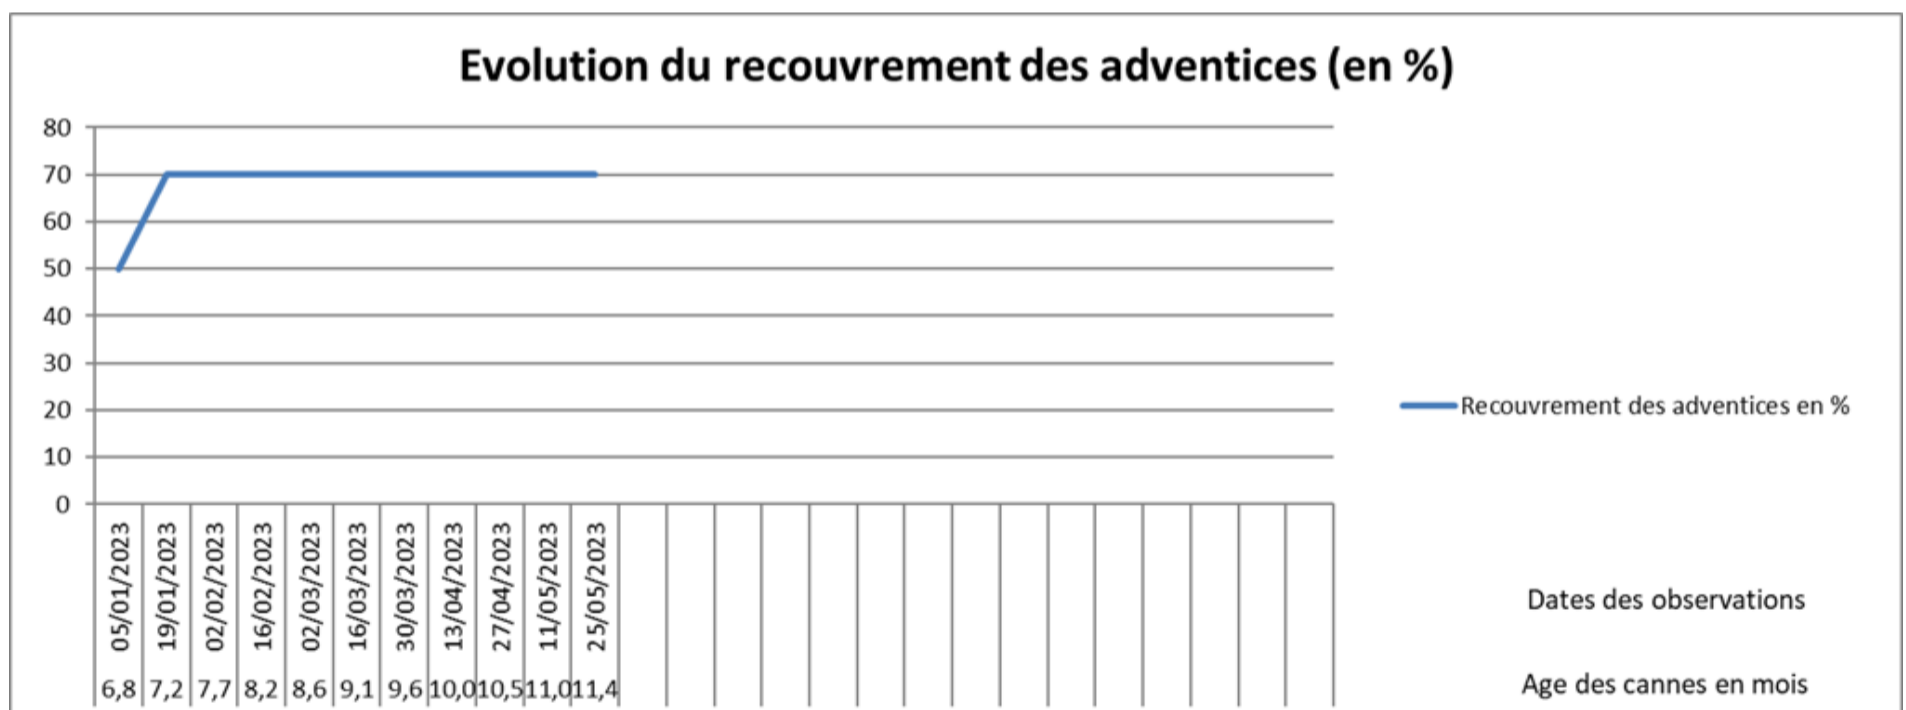 Evolution du recouvrement des adventices (en %)
80
70
60
50
40
30
20
10
0
Recouvrement des adventices en %
05/01/2023 19/01/2023 02/02/2023 16/02/2023 02/03/2023 16/03/2023 30/03/2023 13/04/2023 27/04/2023 11/05/2023 25/05/2023
Dates des observations
6,8 7,2 7,7 8,2 8,6 9,1 9,6 10,0 10,5 11,0 11,4
Age des cannes en mois